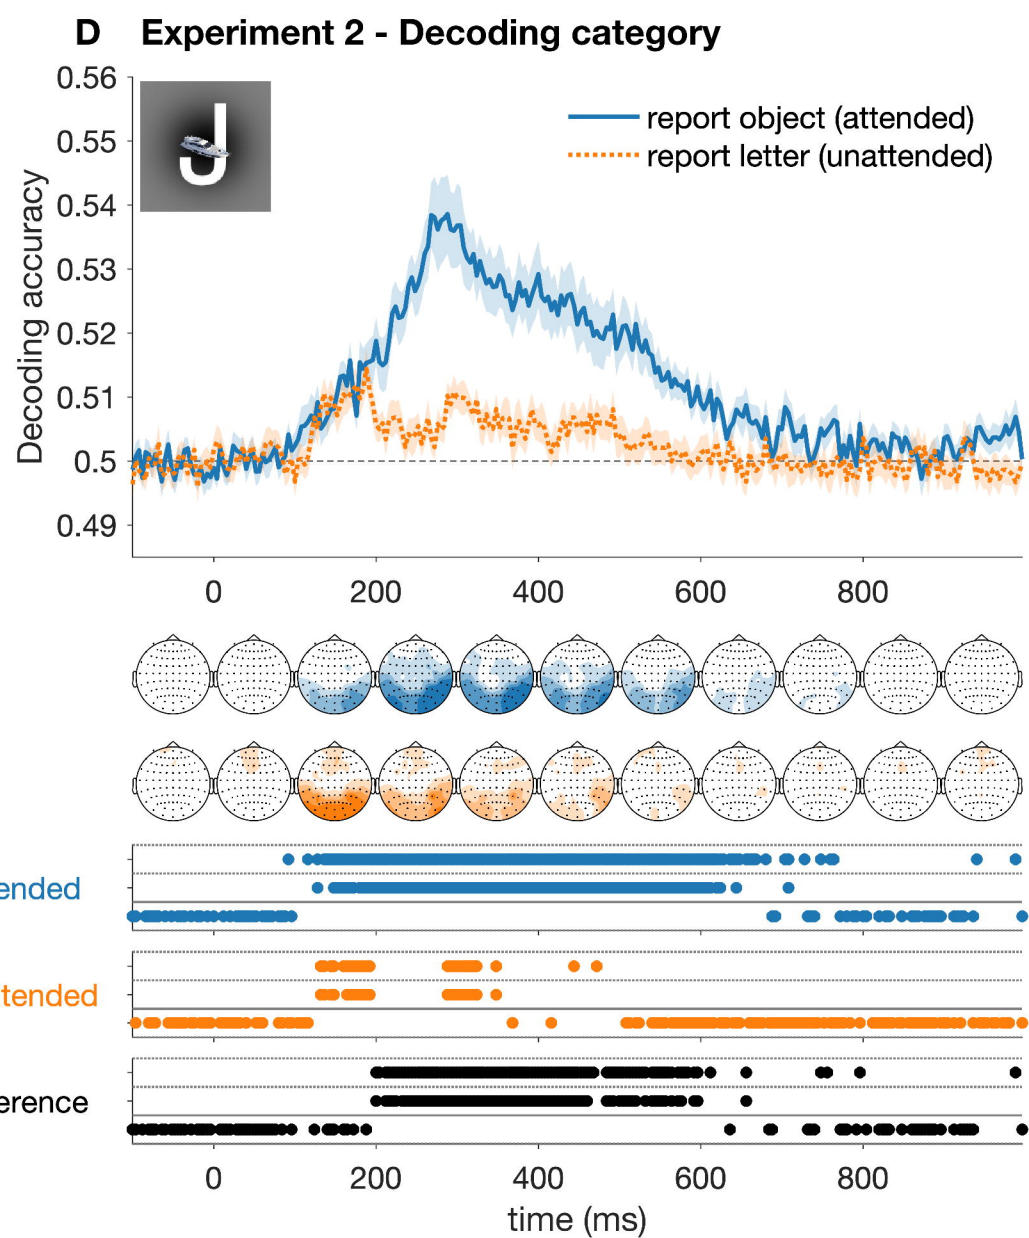 D Experiment 2 - Decoding category
0.56
0.55
0.54
0.53
0.52
0.51
0.5
0.49
Decoding accuracy
J
report object (attended)
report letter (unattended)
0 200 400 600 800
ended
tended
erence
0 200 400 600 800
time (ms)